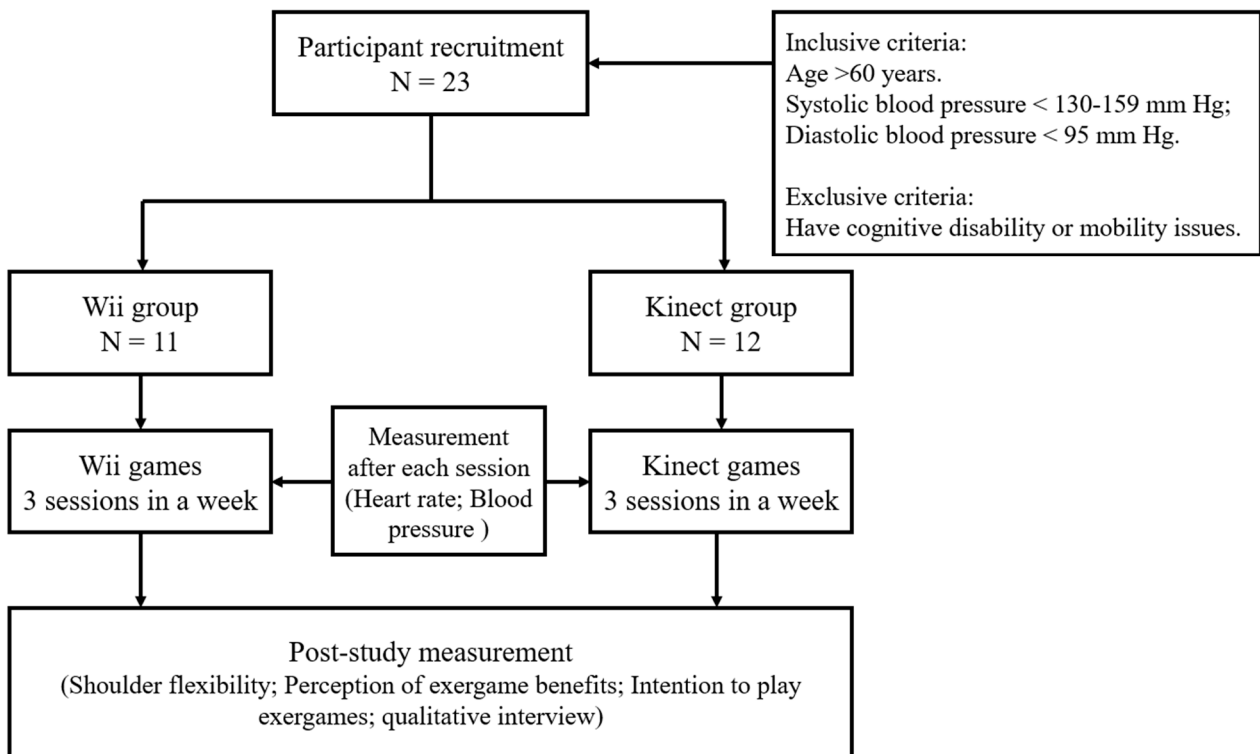 Participant recruitment
N = 23
Inclusive criteria:
Age >60 years.
Systolic blood pressure < 130-159 mm Hg;
Diastolic blood pressure < 95 mm Hg.
Exclusive criteria:
Have cognitive disability or mobility issues.
Wii group
N = 11
Kinect group
N = 12
Wii games
3 sessions in a week
Measurement
after each session
(Heart rate; Blood
pressure )
Kinect games
3 sessions in a week
Post-study measurement
(Shoulder flexibility; Perception of exergame benefits; Intention to play
exergames; qualitative interview)